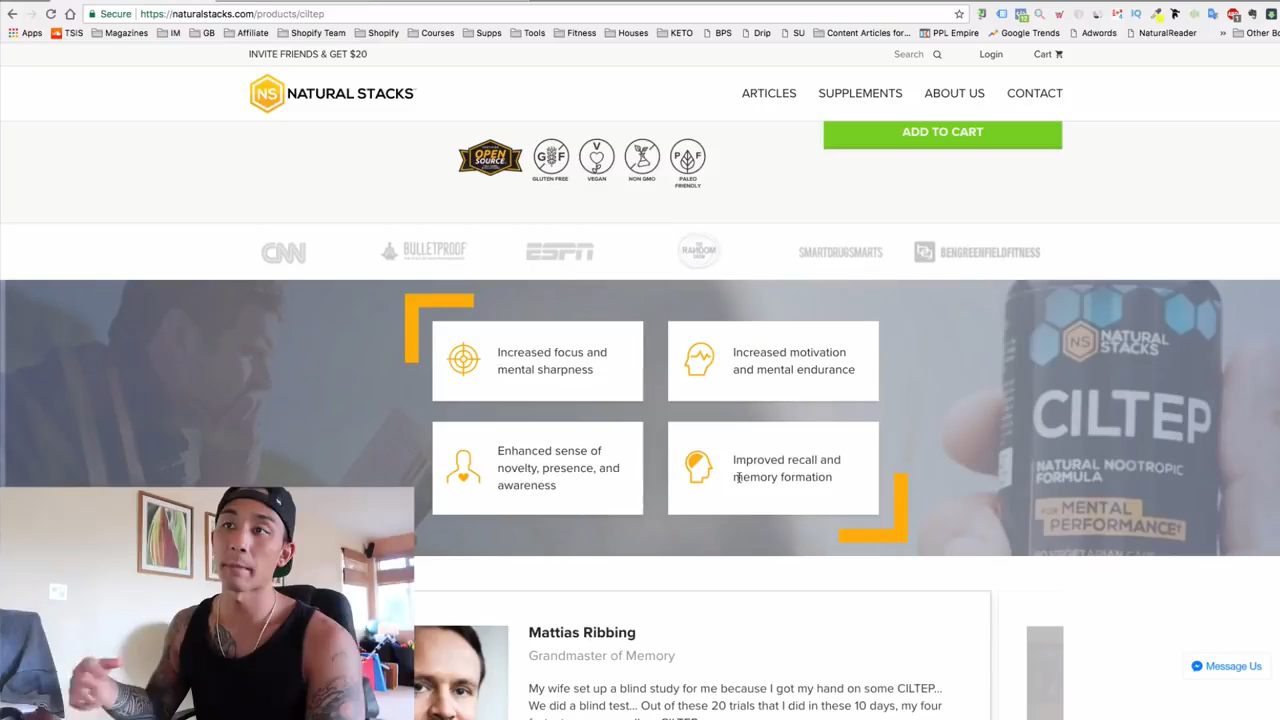 Secure
https://naturalstacks.com/products/ciltep
Apps
TSiS
Magazines
IM
GB
Affiliate
Shopify Team
Shopify
Courses
Supps
Tools
Fitness
Houses
KETO
BPS
Drip
SU
Content Articles for...
PPL Empire
Google Trends
Adwords
NaturalReader
»
Other Bo
INVITE FRIENDS & GET $20
Search
Login
Cart
NS NATURAL STACKS
ARTICLES
SUPPLEMENTS
ABOUT US
CONTACT
ADD TO CART
OPEN SOURCE
G F
GLUTEN FREE
V
VEGAN
NON GMO
P F
PALEO
FRIENDLY
CNN
BULLETPROOF
ESPN
THE
RANDOM
SHOW
SMARTDRUGSMARTS
BENGREENFIELDFITNESS
Increased focus and
mental sharpness
Increased motivation
and mental endurance
Enhanced sense of
novelty, presence, and
awareness
Improved recall and
memory formation
NS NATURAL
STACKS
CILTEP
NATURAL NOOTROPIC
FORMULA
FOR MENTAL
PERFORMANCE†
Mattias Ribbing
Grandmaster of Memory
My wife set up a blind study for me because I got my hand on some CILTEP...
We did a blind test... Out of these 20 trials that I did in these 10 days, my four
Message Us